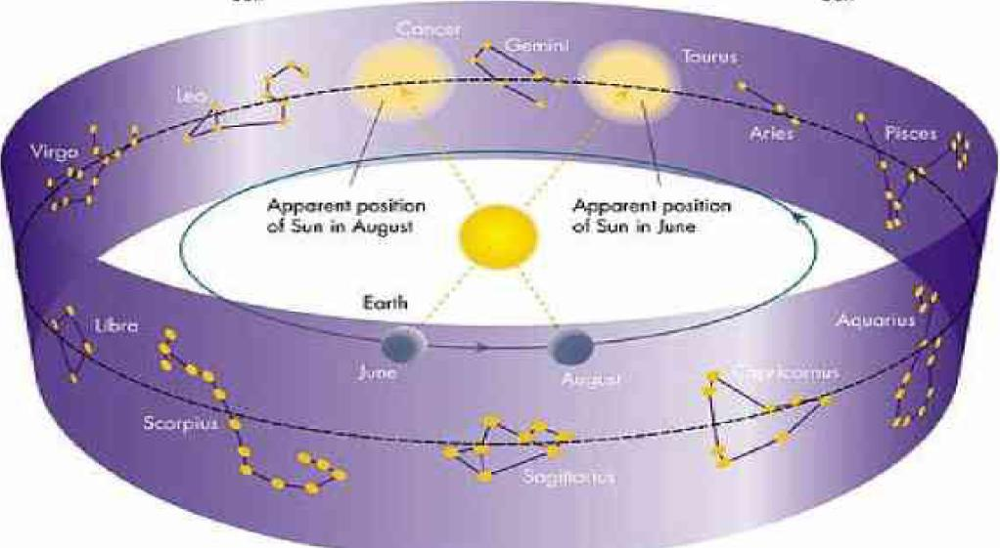 Cancer
Gemini
Taurus
Leo
Aries
Pisces
Virgo
Apparent position
of Sun in August
Apparent position
of Sun in June
Earth
Libra
Aquarius
June
August
Capricornus
Scorpius
Sagittarius